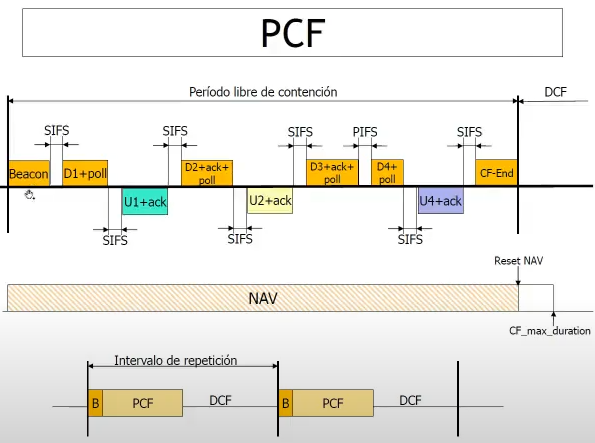 PCF
Período libre de contención
DCF
SIFS
SIFS
SIFS
PIFS
SIFS
Beacon
D1+poll
D2+ack+
poll
D3+ack+
poll
D4+
poll
CF-End
U1+ack
U2+ack
U4+ack
SIFS
SIFS
SIFS
Reset NAV
NAV
CF_max_duration
Intervalo de repetición
B
PCF
DCF
B
PCF
DCF